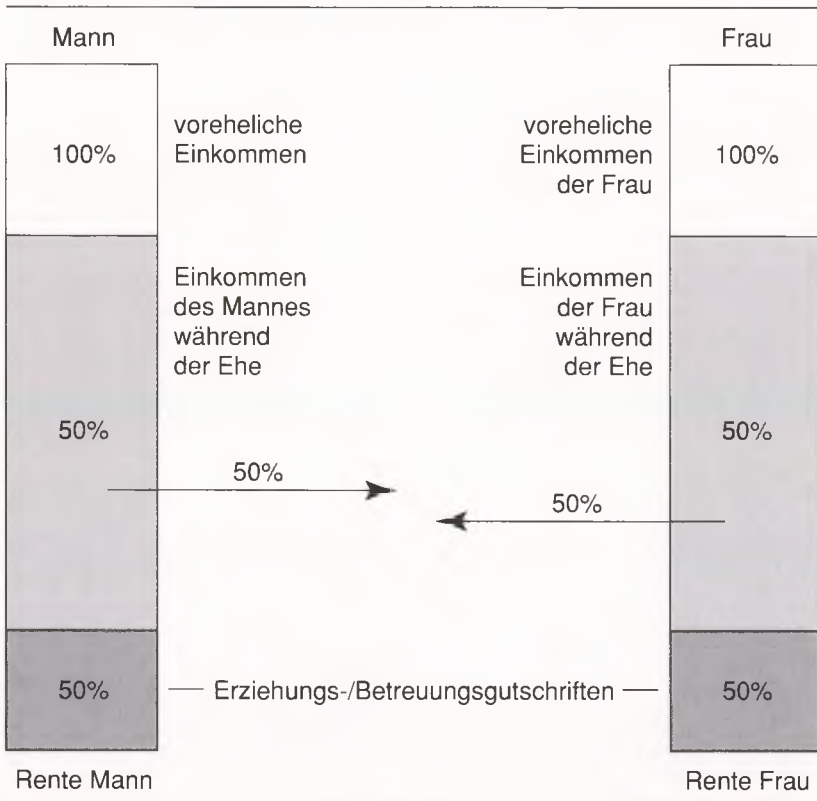 Mann
Frau
100%
voreheliche
Einkommen
voreheliche
Einkommen
der Frau
100%
Einkommen
des Mannes
während
der Ehe
Einkommen
der Frau
während
der Ehe
50%
50%
50%
50%
50%
Erziehungs-/Betreuungsgutschriften
50%
Rente Mann
Rente Frau